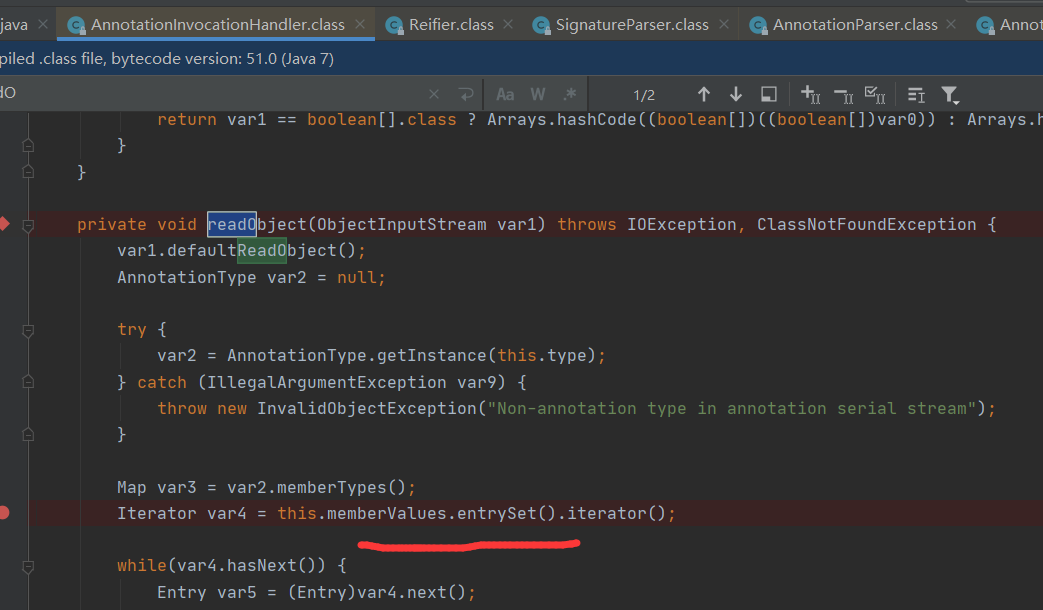 java AnnotationInvocationHandler.class Reifier.class SignatureParser.class AnnotationParser.class Annot
piled .class file, bytecode version: 51.0 (Java 7)
dO Aa W .* 1/2
return var1 == boolean[].class ? Arrays.hashCode((boolean[])((boolean[])var0)) : Arrays.h
}
}
private void readObject(ObjectInputStream var1) throws IOException, ClassNotFoundException {
var1.defaultReadObject();
AnnotationType var2 = null;
try {
var2 = AnnotationType.getInstance(this.type);
} catch (IllegalArgumentException var9) {
throw new InvalidObjectException("Non-annotation type in annotation serial stream");
}
Map var3 = var2.memberTypes();
Iterator var4 = this.memberValues.entrySet().iterator();
while(var4.hasNext()) {
Entry var5 = (Entry)var4.next();